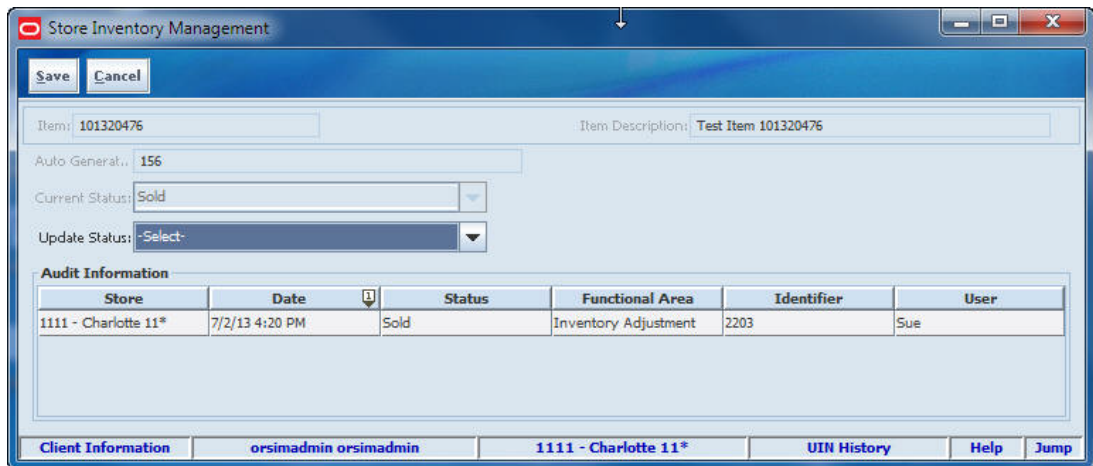 Store Inventory Management
Save Cancel
Item: 101320476 Item Description: Test Item 101320476
Auto Generat.. 156
Current Status: Sold
Update Status: -Select-
Audit Information
Store Date 1 Status Functional Area Identifier User
1111 - Charlotte 11* 7/2/13 4:20 PM Sold Inventory Adjustment 2203 Sue
Client Information orsimadmin orsimadmin 1111 - Charlotte 11* UIN History Help Jump